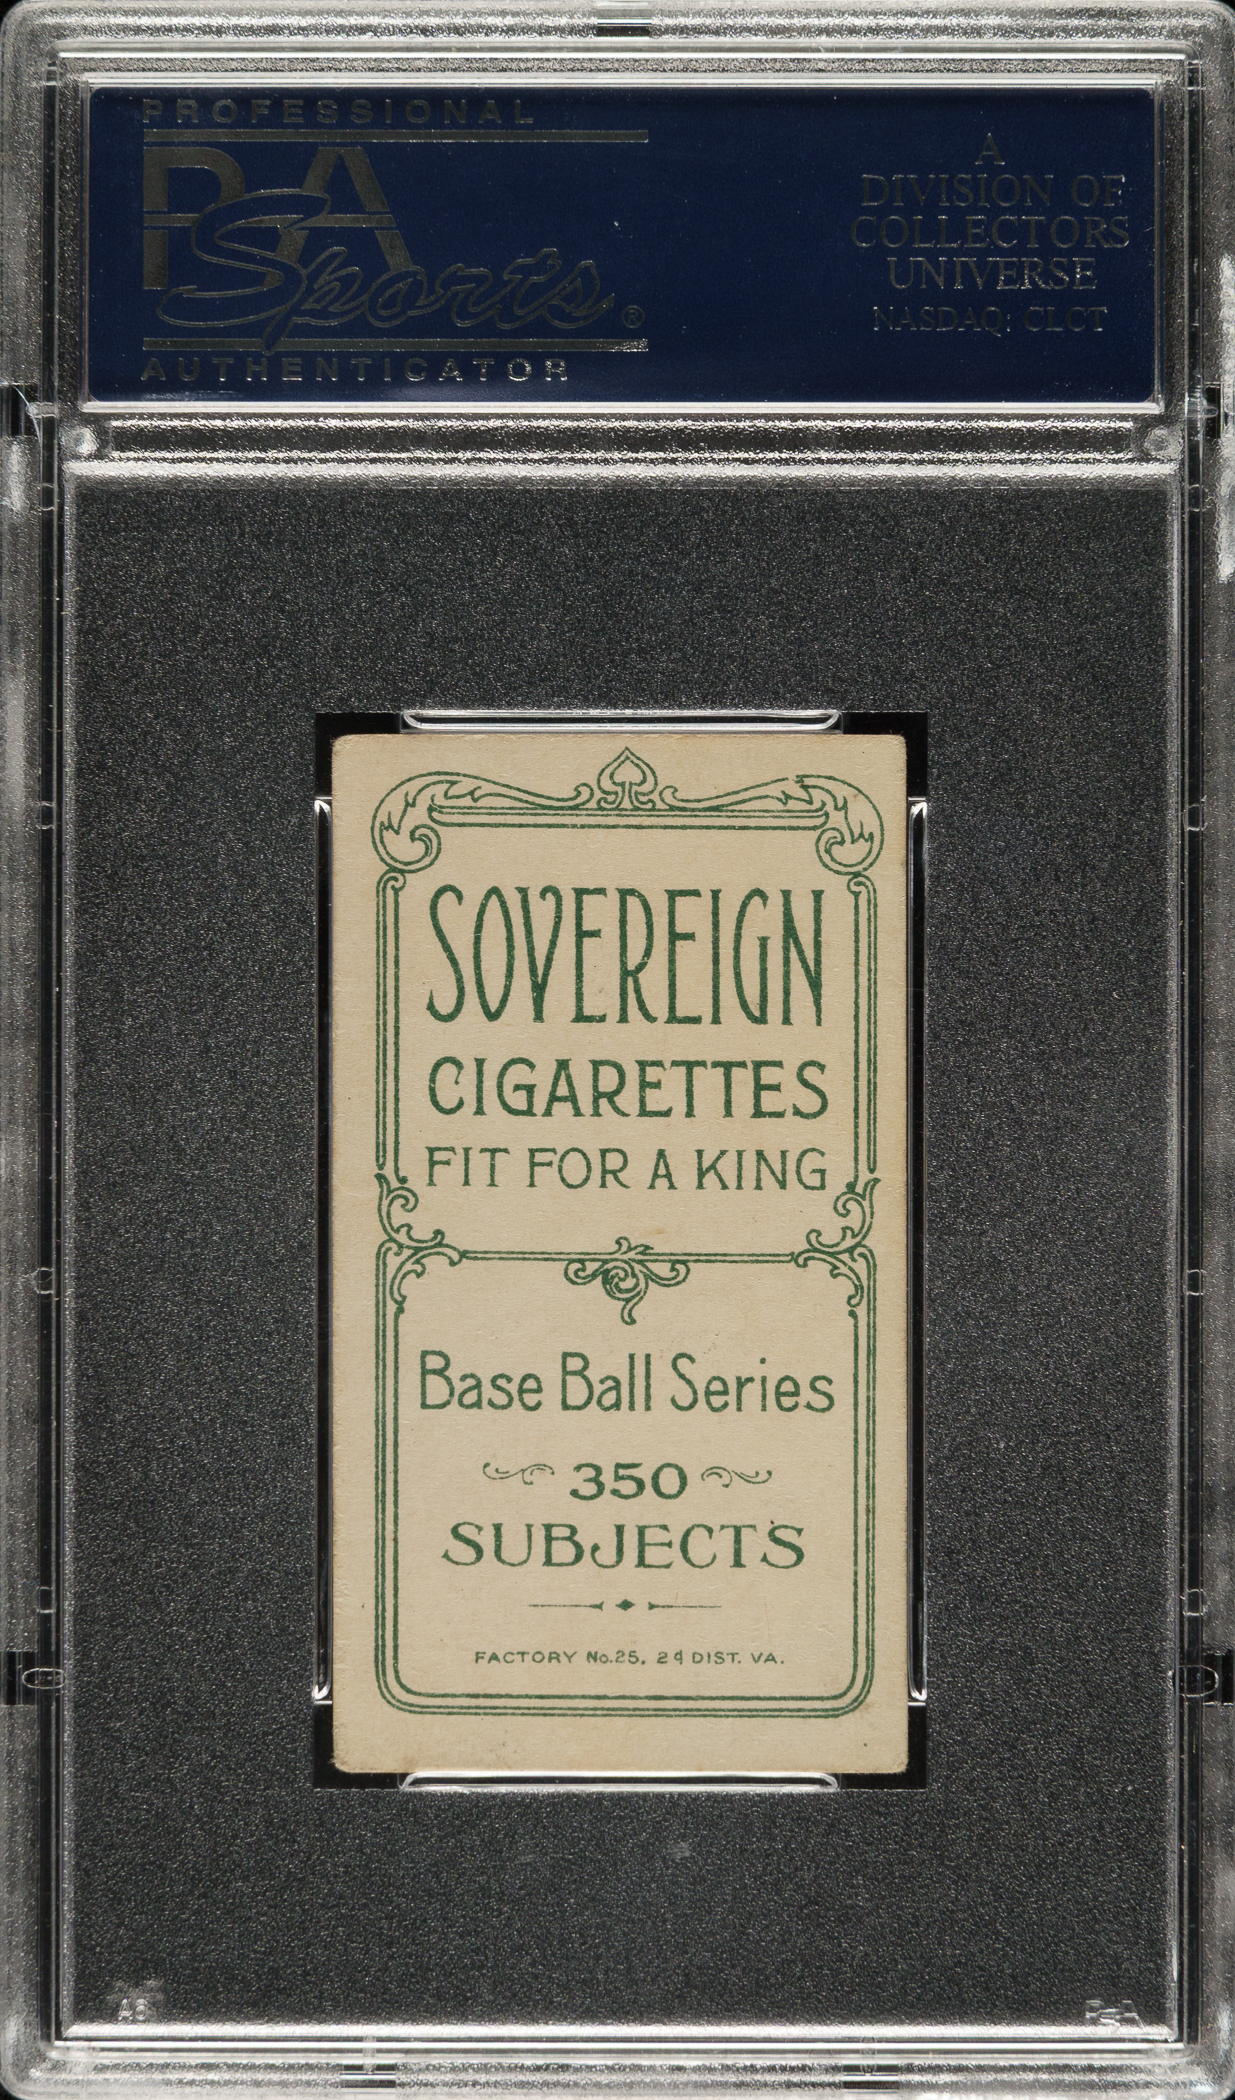 PROFESSIONAL
PSA
Sports®
AUTHENTICATOR
A
DIVISION OF
COLLECTORS
UNIVERSE
NASDAQ: CLCT
SOVEREIGN
CIGARETTES
FIT FOR A KING
Base Ball Series
350
SUBJECTS
FACTORY No. 25, 2d DIST. VA.
PSA